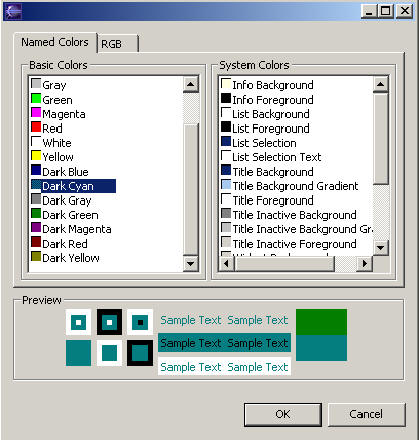 Named Colors RGB
Basic Colors
Gray
Green
Magenta
Red
White
Yellow
Dark Blue
Dark Cyan
Dark Gray
Dark Green
Dark Magenta
Dark Red
Dark Yellow
System Colors
Info Background
Info Foreground
List Background
List Foreground
List Selection
List Selection Text
Title Background
Title Background Gradient
Title Foreground
Title Inactive Background
Title Inactive Background Gra
Title Inactive Foreground
Preview
Sample Text Sample Text
Sample Text Sample Text
Sample Text Sample Text
OK Cancel